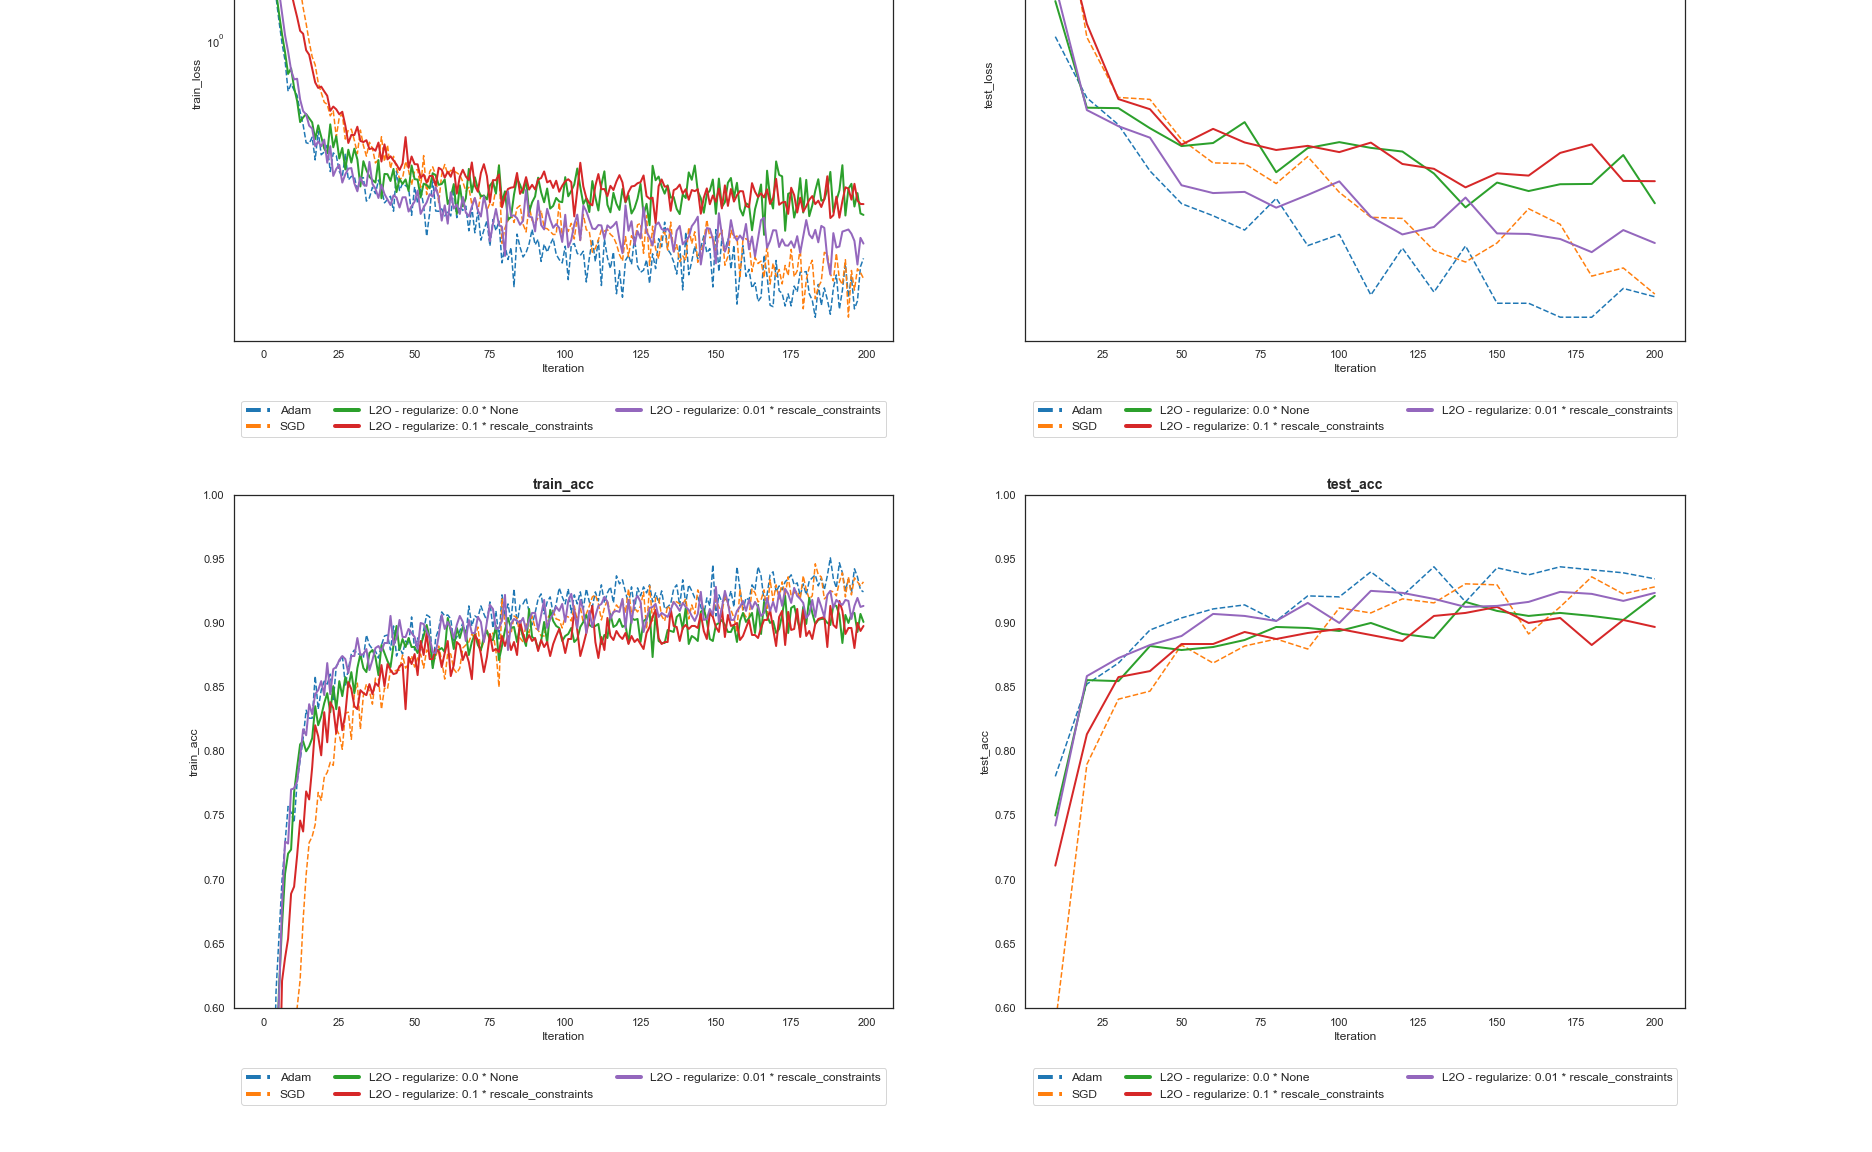 10^0
train_loss
0 25 50 75 100 125 150 175 200
Iteration
Adam L2O - regularize: 0.0 * None L2O - regularize: 0.01 * rescale_constraints
SGD L2O - regularize: 0.1 * rescale_constraints
test_loss
25 50 75 100 125 150 175 200
Iteration
Adam L2O - regularize: 0.0 * None L2O - regularize: 0.01 * rescale_constraints
SGD L2O - regularize: 0.1 * rescale_constraints
train_acc
1.00
0.95
0.90
0.85
0.80
0.75
0.70
0.65
0.60
train_acc
0 25 50 75 100 125 150 175 200
Iteration
Adam L2O - regularize: 0.0 * None L2O - regularize: 0.01 * rescale_constraints
SGD L2O - regularize: 0.1 * rescale_constraints
test_acc
1.00
0.95
0.90
0.85
0.80
0.75
0.70
0.65
0.60
test_acc
25 50 75 100 125 150 175 200
Iteration
Adam L2O - regularize: 0.0 * None L2O - regularize: 0.01 * rescale_constraints
SGD L2O - regularize: 0.1 * rescale_constraints